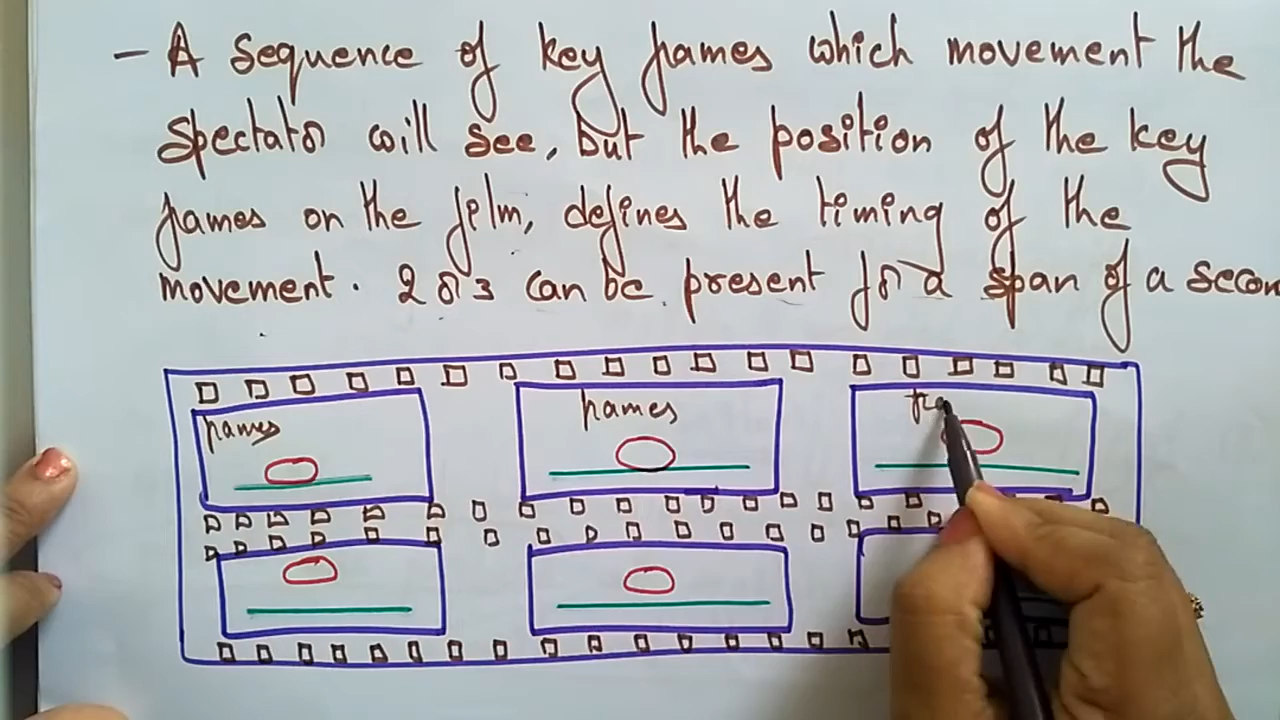 - A sequence of key frames which movement the
spectator will see, but the position of the key
frames on the film, defines the timing of the
movement. 2 or 3 can be present for a span of a secon
frames
frames
fra